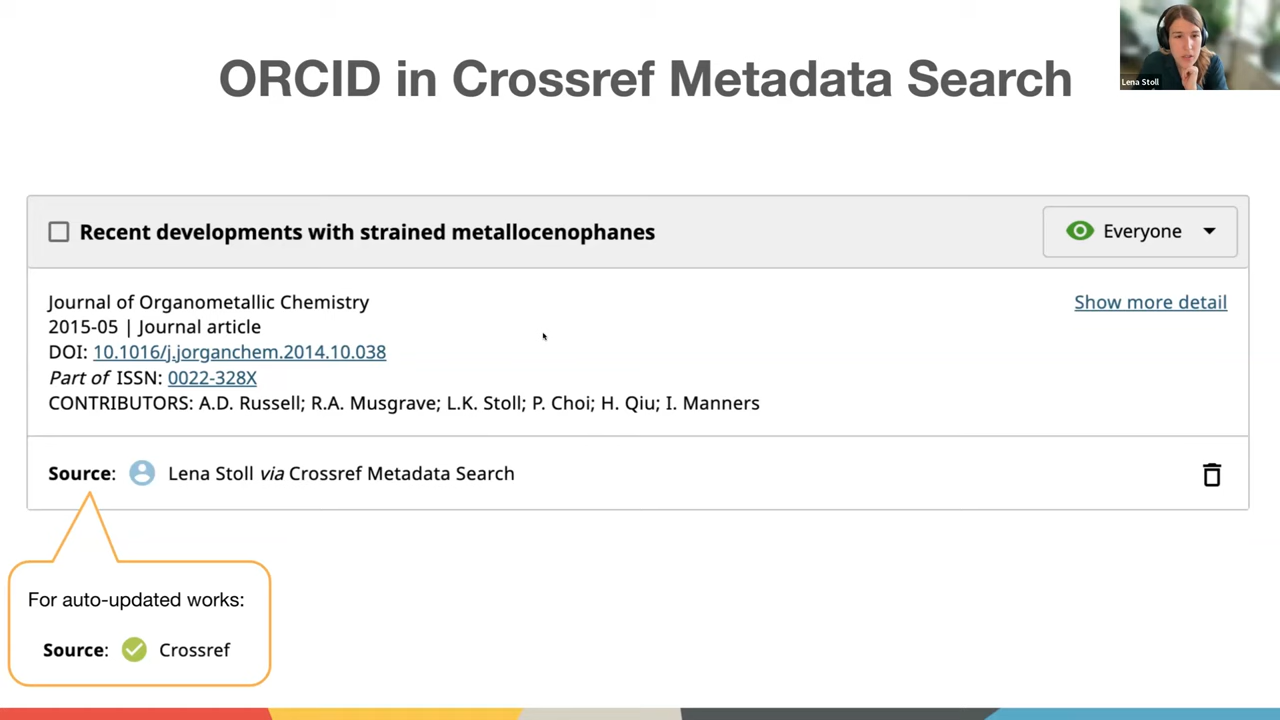 ORCID in Crossref Metadata Search
Lena Stoll
Recent developments with strained metallocenophanes
Everyone
Journal of Organometallic Chemistry
Show more detail
2015-05 | Journal article
DOI: 10.1016/j.jorganchem.2014.10.038
Part of ISSN: 0022-328X
CONTRIBUTORS: A.D. Russell; R.A. Musgrave; L.K. Stoll; P. Choi; H. Qiu; I. Manners
Source: Lena Stoll via Crossref Metadata Search
For auto-updated works:
Source: Crossref